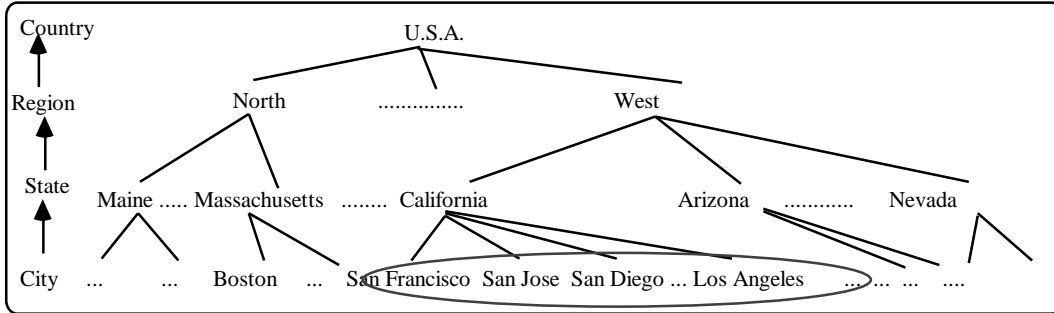 Country U.S.A.
Region North ............... West
State Maine ..... Massachusetts ........ California Arizona ............ Nevada
City ... ... Boston ... San Francisco San Jose San Diego ... Los Angeles ... ... ... ....